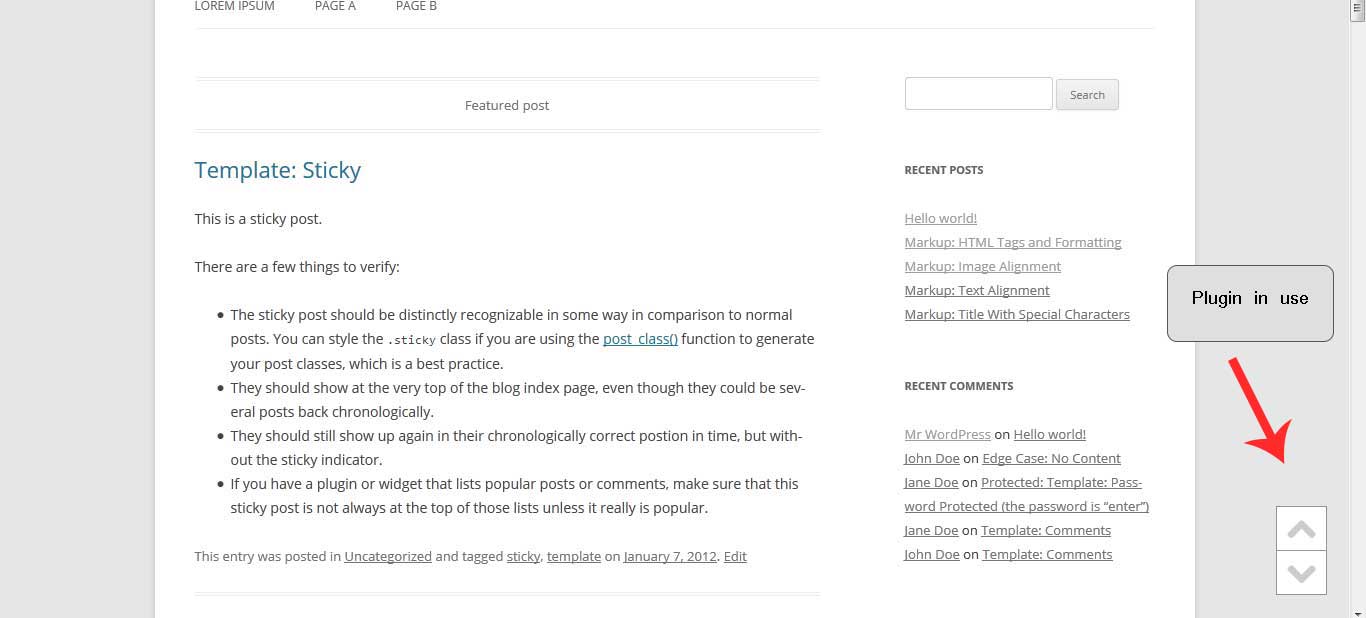 LOREM IPSUM PAGE A PAGE B
Featured post
Template: Sticky
This is a sticky post.
There are a few things to verify:
• The sticky post should be distinctly recognizable in some way in comparison to normal
posts. You can style the .sticky class if you are using the post_class() function to generate
your post classes, which is a best practice.
• They should show at the very top of the blog index page, even though they could be sev-
eral posts back chronologically.
• They should still show up again in their chronologically correct postion in time, but with-
out the sticky indicator.
• If you have a plugin or widget that lists popular posts or comments, make sure that this
sticky post is not always at the top of those lists unless it really is popular.
This entry was posted in Uncategorized and tagged sticky, template on January 7, 2012. Edit
Search
RECENT POSTS
Hello world!
Markup: HTML Tags and Formatting
Markup: Image Alignment
Markup: Text Alignment
Markup: Title With Special Characters
RECENT COMMENTS
Mr WordPress on Hello world!
John Doe on Edge Case: No Content
Jane Doe on Protected: Template: Pass-
word Protected (the password is “enter”)
Jane Doe on Template: Comments
John Doe on Template: Comments
Plugin in use